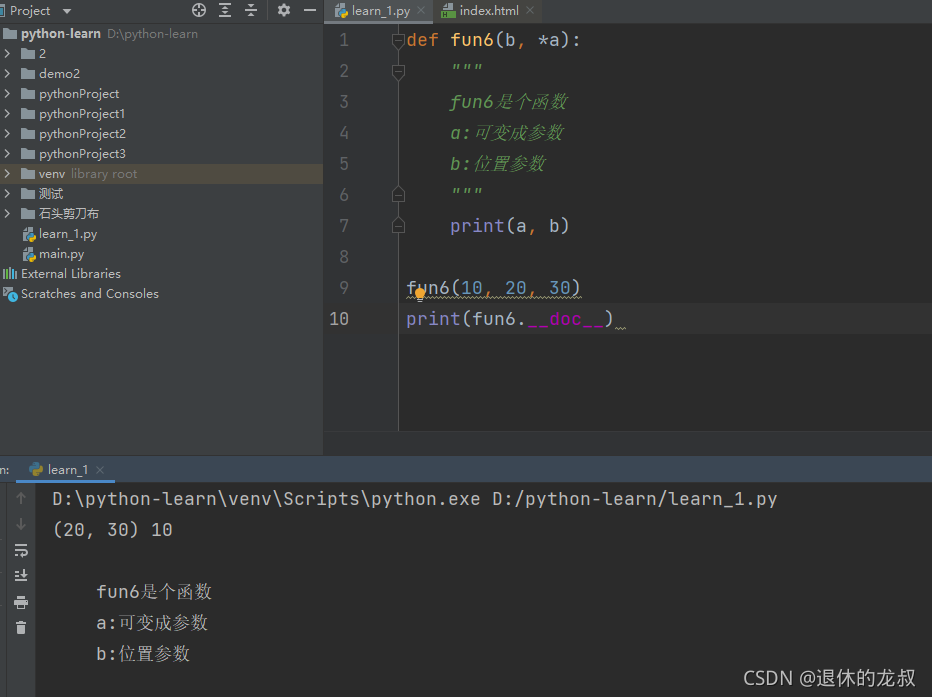 Project
python-learn D:\python-learn
2
demo2
pythonProject
pythonProject1
pythonProject2
pythonProject3
venv library root
测试
石头剪刀布
learn_1.py
main.py
External Libraries
Scratches and Consoles
learn_1.py index.html
1 def fun6(b, *a):
2 """
3 fun6是个函数
4 a:可变成参数
5 b:位置参数
6 """
7 print(a, b)
8
9 fun6(10, 20, 30)
10 print(fun6.__doc__)
n: learn_1
D:\python-learn\venv\Scripts\python.exe D:/python-learn/learn_1.py
(20, 30) 10
fun6是个函数
a:可变成参数
b:位置参数
CSDN @退休的龙叔